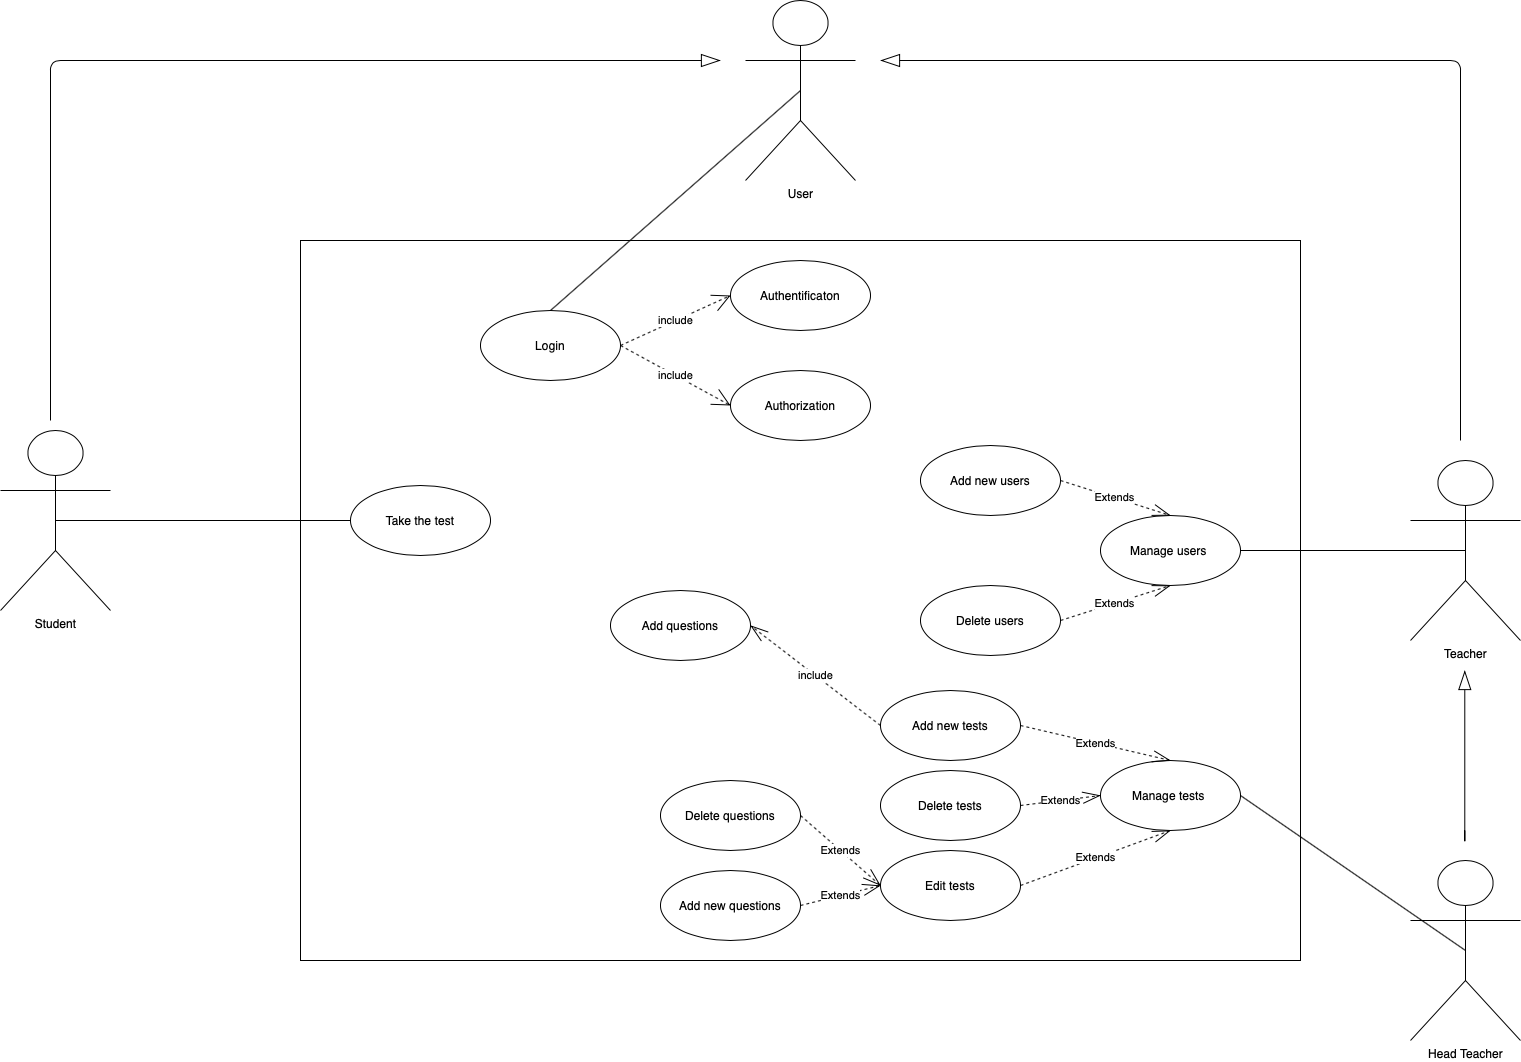 User
Authentificaton
include
Login
include
Authorization
Add new users
Extends
Take the test
Manage users
Extends
Student
Add questions
Delete users
Teacher
include
Add new tests
Extends
Delete tests
Extends
Manage tests
Delete questions
Extends
Extends
Edit tests
Extends
Add new questions
Head Teacher